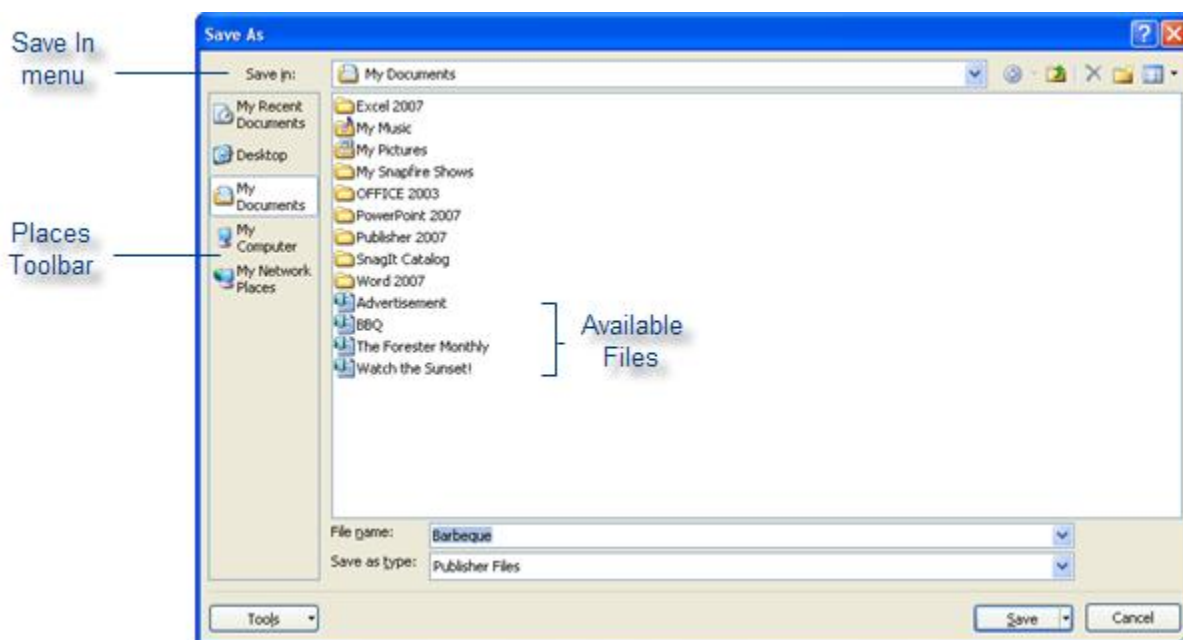 Save As
Save In
menu
Save in:
My Documents
My Recent
Documents
Desktop
My
Documents
My
Computer
My Network
Places
Places
Toolbar
Excel 2007
My Music
My Pictures
My Snapfire Shows
OFFICE 2003
PowerPoint 2007
Publisher 2007
SnagIt Catalog
Word 2007
Advertisement
BBQ
The Forester Monthly
Watch the Sunset!
Available
Files
File name:
Barbeque
Save as type:
Publisher Files
Tools
Save
Cancel